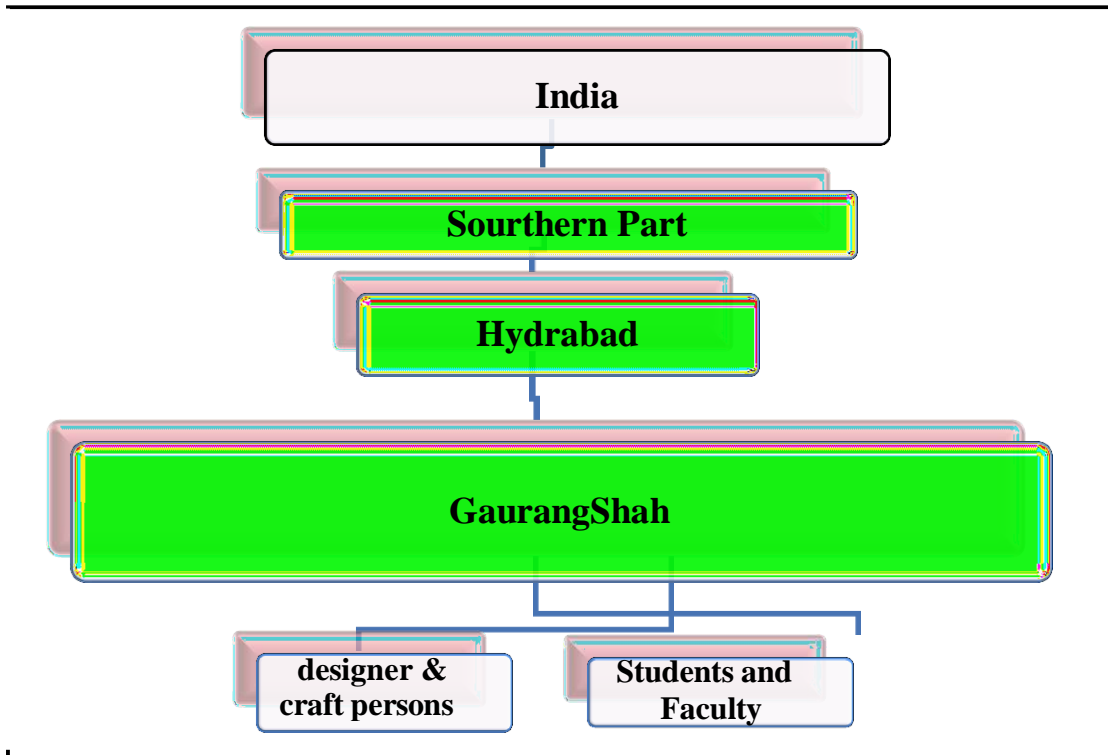 India
Sourthern Part
Hydrabad
GaurangShah
designer &
craft persons
Students and
Faculty